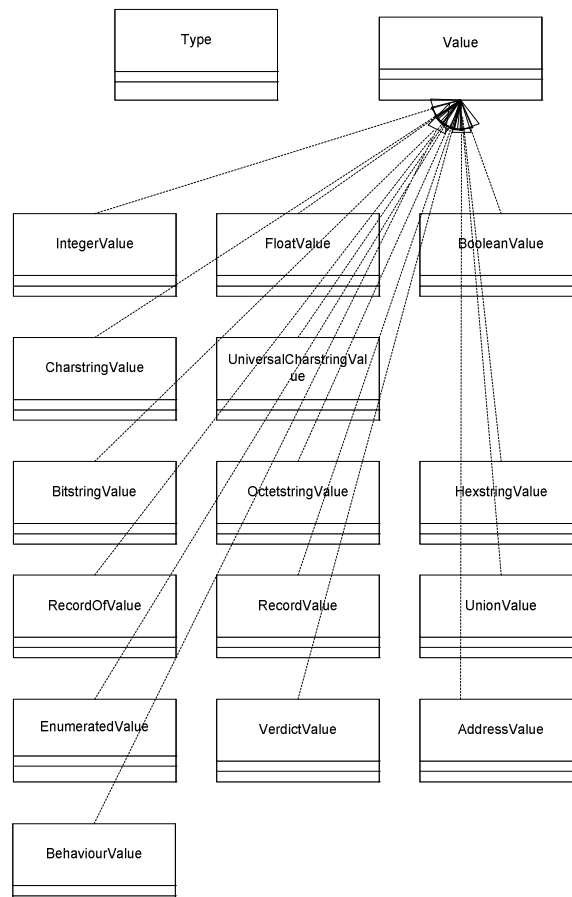 Type
Value
IntegerValue
FloatValue
BooleanValue
CharstringValue
UniversalCharstringVal
ue
BitstringValue
OctetstringValue
HexstringValue
RecordOfValue
RecordValue
UnionValue
EnumeratedValue
VerdictValue
AddressValue
BehaviourValue